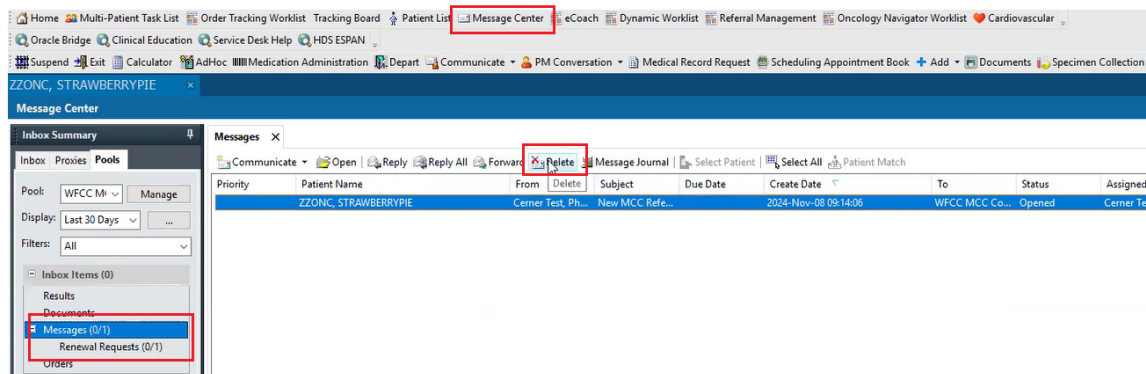 Home Multi-Patient Task List Order Tracking Worklist Tracking Board Patient List Message Center eCoach Dynamic Worklist Referral Management Oncology Navigator Worklist Cardiovascular
Oracle Bridge Clinical Education Service Desk Help HDS ESPAN
Suspend Exit Calculator AdHoc Medication Administration Depart Communicate PM Conversation Medical Record Request Scheduling Appointment Book Add Documents Specimen Collection
ZZONC, STRAWBERRYPIE ×
Message Center
Inbox Summary
Inbox Proxies Pools
Pool: WFCC M Manage
Display: Last 30 Days ...
Filters: All
Inbox Items (0)
Results
Documents
Messages (0/1)
Renewal Requests (0/1)
Orders
Messages ×
Communicate Open Reply Reply All Forward Delete Message Journal Select Patient Select All Patient Match
Priority Patient Name From Delete Subject Due Date Create Date To Status Assigned
ZZONC, STRAWBERRYPIE Cerner Test, Ph... New MCC Refe... 2024-Nov-08 09:14:06 WFCC MCC Co... Opened Cerner Te